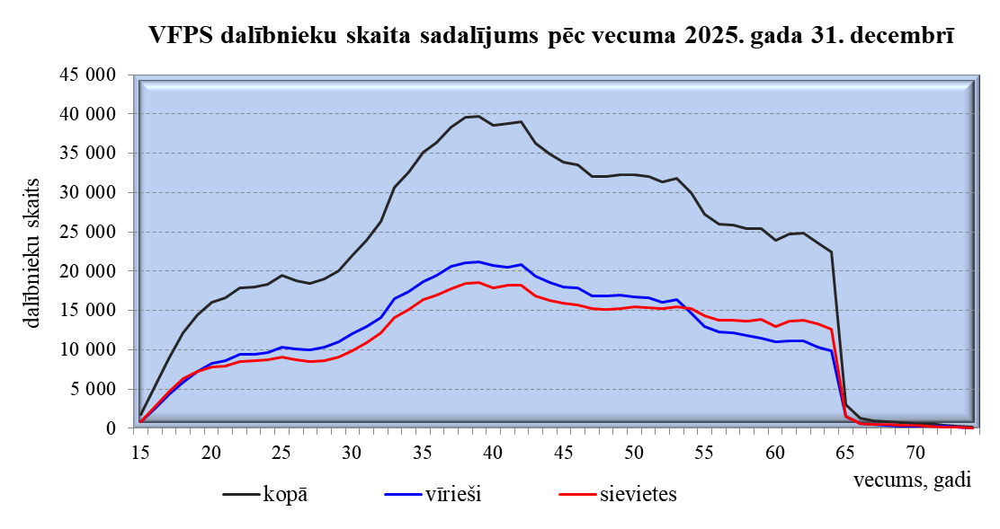 VFPS dalībnieku skaita sadalījums pēc vecuma 2025. gada 31. decembrī
dalībnieku skaits
45 000
40 000
35 000
30 000
25 000
20 000
15 000
10 000
5 000
0
15 20 25 30 35 40 45 50 55 60 65 70
vecums, gadi
kopā vīrieši sievietes